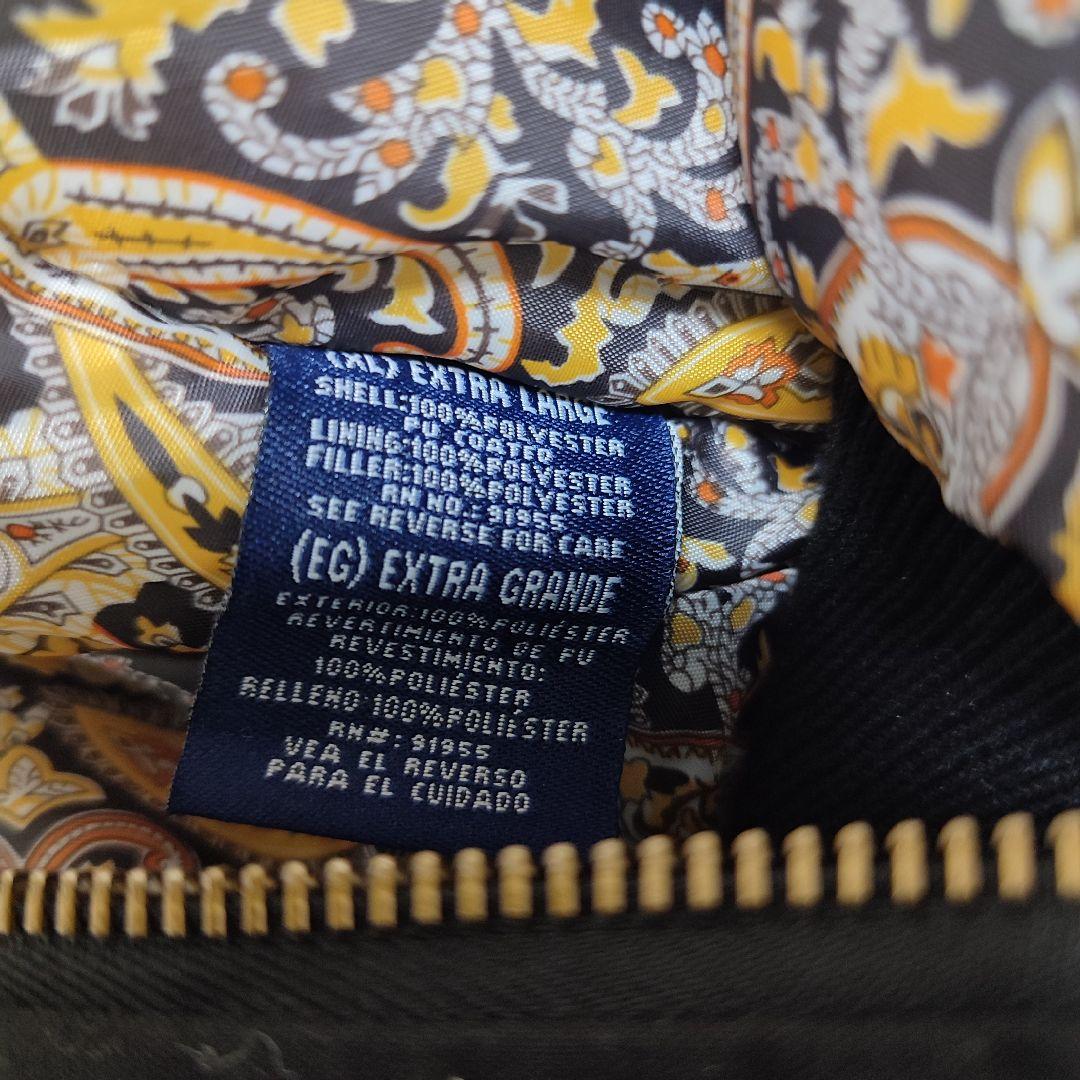 (XL) EXTRA LARGE
SHELL:100%POLYESTER
PU COATED
LINING:100%POLYESTER
FILLER:100%POLYESTER
RN NO.: 91955
SEE REVERSE FOR CARE
(EG) EXTRA GRANDE
EXTERIOR:100%POLIÉSTER
REVERTIMIENTO DE PU
REVESTIMIENTO:
100%POLIÉSTER
RELLENO:100%POLIÉSTER
RN#: 91955
VEA EL REVERSO
PARA EL CUIDADO